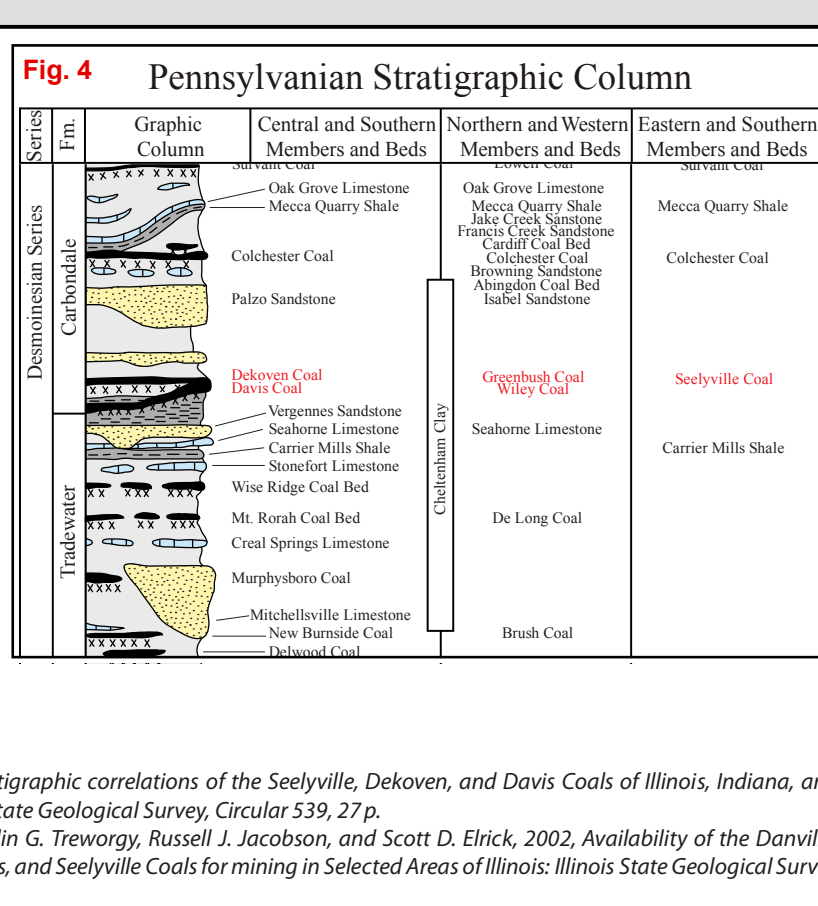 Fig. 4
Pennsylvanian Stratigraphic Column
Series
Fm.
Graphic
Column
Central and Southern
Members and Beds
Northern and Western
Members and Beds
Eastern and Southern
Members and Beds
Desmoinesian Series
Carbondale
Tradewater
Survant Coal
Oak Grove Limestone
Mecca Quarry Shale
Colchester Coal
Palzo Sandstone
Dekoven Coal
Davis Coal
Vergennes Sandstone
Seahorne Limestone
Carrier Mills Shale
Stonefort Limestone
Wise Ridge Coal Bed
Mt. Rorah Coal Bed
Creal Springs Limestone
Murphysboro Coal
Mitchellsville Limestone
New Burnside Coal
Delwood Coal
Cheltenham Clay
Lowell Coal
Oak Grove Limestone
Mecca Quarry Shale
Jake Creek Sanstone
Francis Creek Sandstone
Cardiff Coal Bed
Colchester Coal
Browning Sandstone
Abingdon Coal Bed
Isabel Sandstone
Greenbush Coal
Wiley Coal
Seahorne Limestone
De Long Coal
Brush Coal
Survant Coal
Mecca Quarry Shale
Colchester Coal
Seelyville Coal
Carrier Mills Shale
tigraphic correlations of the Seelyville, Dekoven, and Davis Coals of Illinois, Indiana, an
tate Geological Survey, Circular 539, 27 p.
lin G. Treworgy, Russell J. Jacobson, and Scott D. Elrick, 2002, Availability of the Danvil
s, and Seelyville Coals for mining in Selected Areas of Illinois: Illinois State Geological Surv